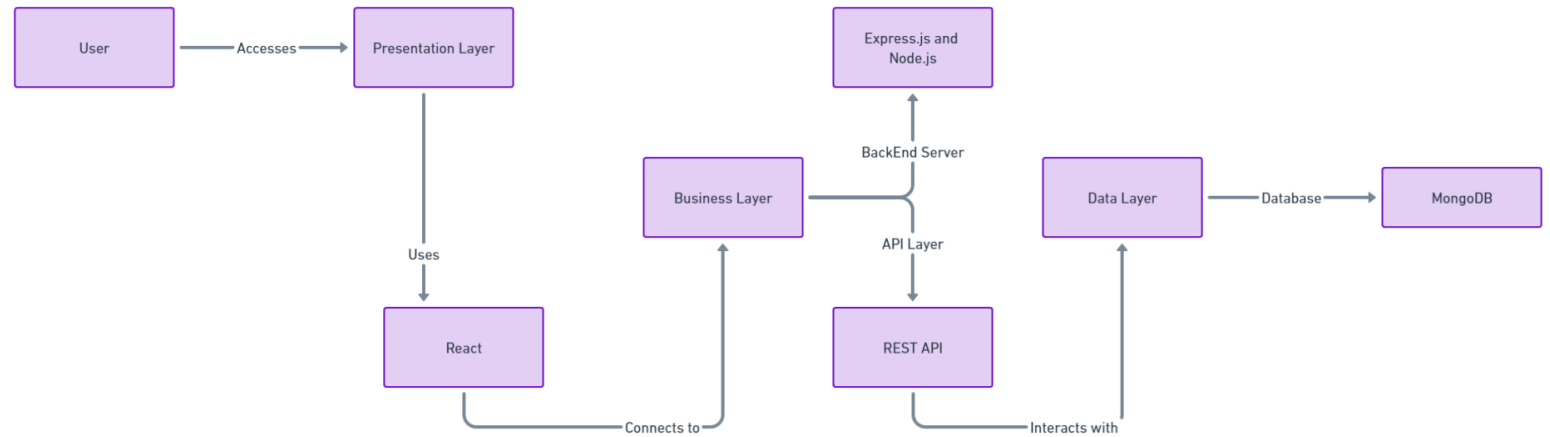 User
Accesses
Presentation Layer
Uses
React
Connects to
Business Layer
BackEnd Server
Express.js and
Node.js
API Layer
REST API
Interacts with
Data Layer
Database
MongoDB